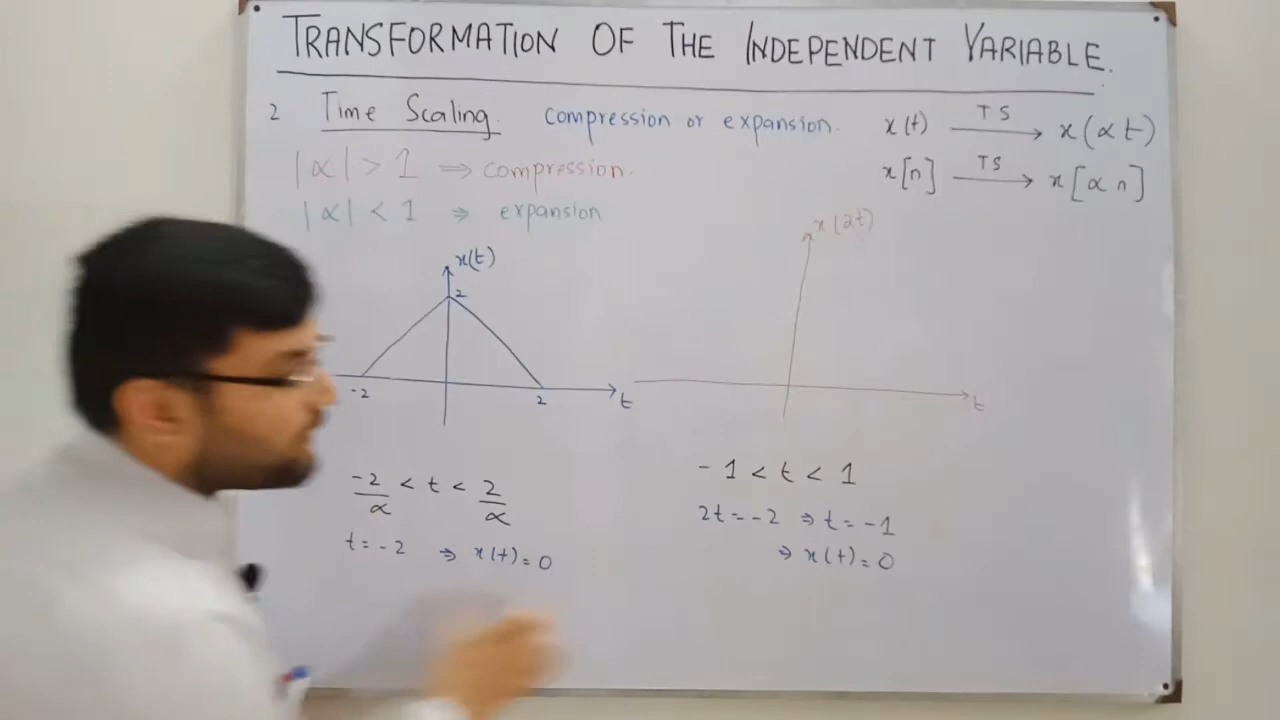 TRANSFORMATION OF THE INDEPENDENT VARIABLE.
2 Time Scaling. compression or expansion.
x(t) TS → x(αt)
|α| > 1 ⇒ compression.
x[n] TS → x[αn]
|α| < 1 ⇒ expansion
x(t)
2
-2 2 t
x(2t)
t
-2/α < t < 2/α
t = -2 ⇒ x(t) = 0
-1 < t < 1
2t = -2 ⇒ t = -1
⇒ x(t) = 0